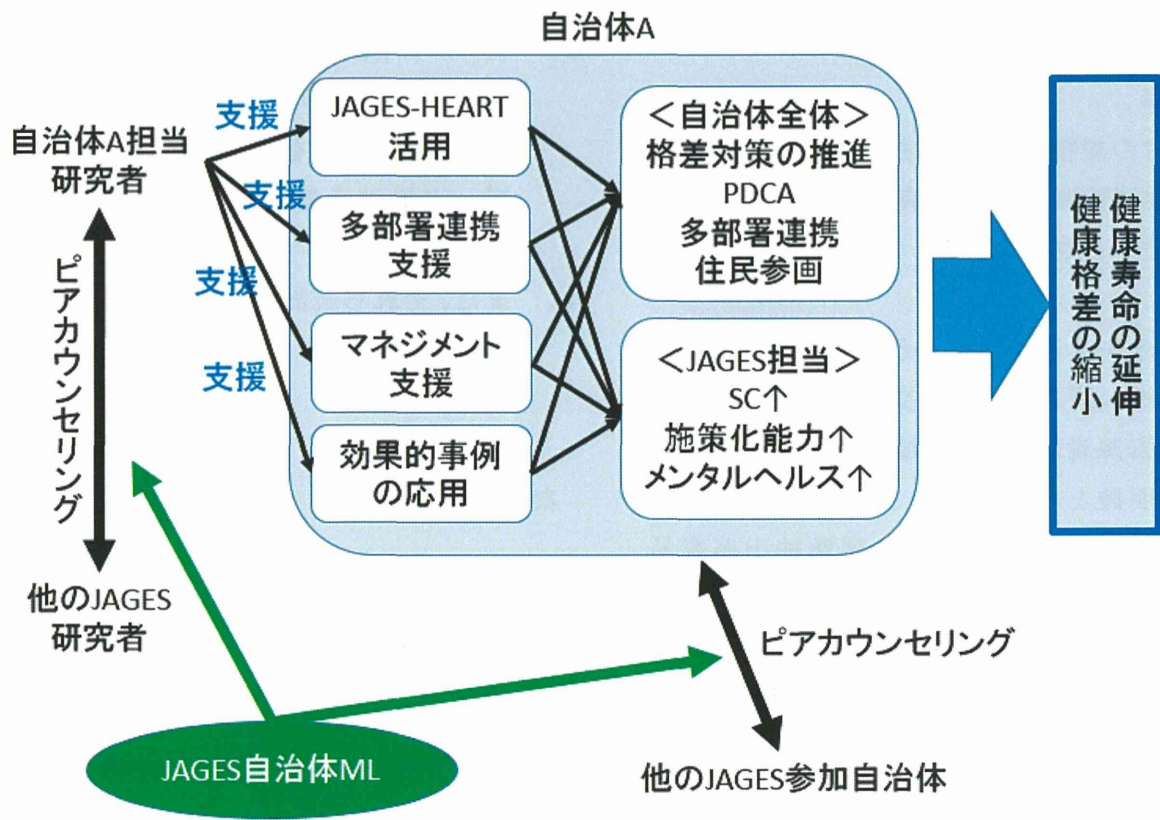 自治体A
自治体A担当
研究者
支援
支援
支援
支援
JAGES-HEART
活用
多部署連携
支援
マネジメント
支援
効果的事例
の応用
＜自治体全体＞
格差対策の推進
PDCA
多部署連携
住民参画
＜JAGES担当＞
SC↑
施策化能力↑
メンタルヘルス↑
健康寿命の延伸
健康格差の縮小
ピアカウンセリング
他のJAGES
研究者
ピアカウンセリング
JAGES自治体ML
他のJAGES参加自治体